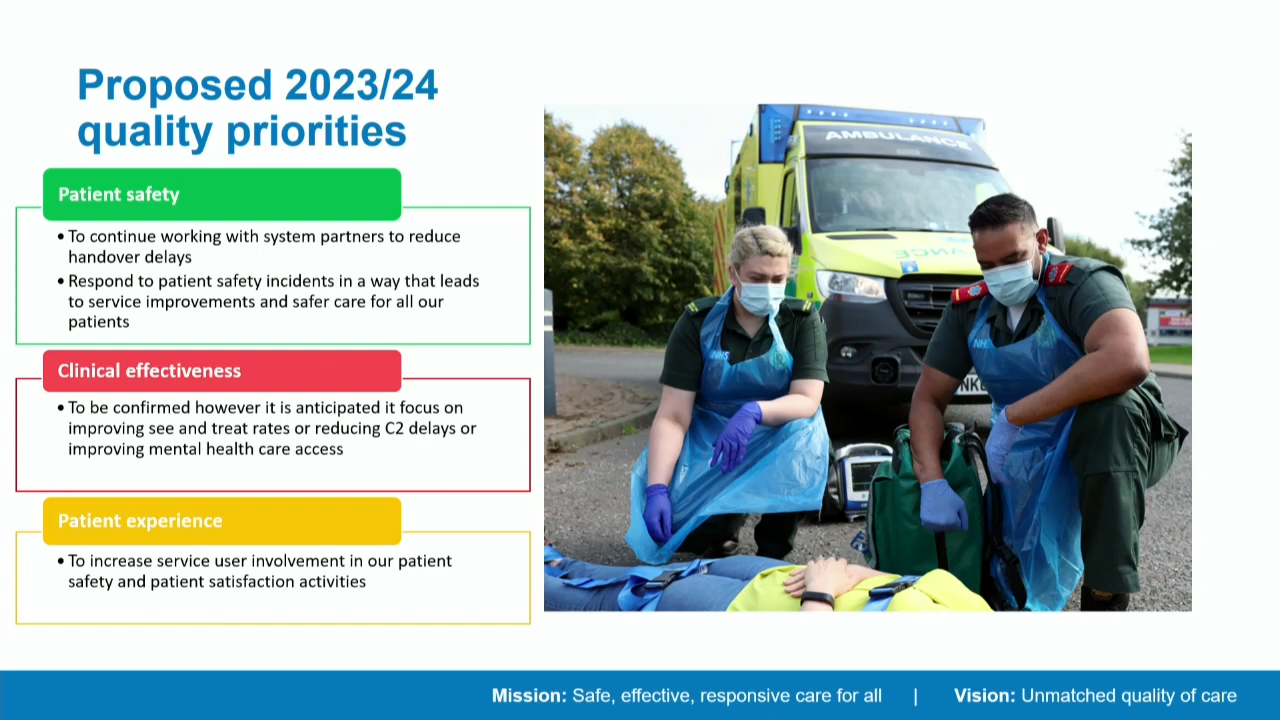 Proposed 2023/24
quality priorities
Patient safety
• To continue working with system partners to reduce
handover delays
• Respond to patient safety incidents in a way that leads
to service improvements and safer care for all our
patients
Clinical effectiveness
• To be confirmed however it is anticipated it focus on
improving see and treat rates or reducing C2 delays or
improving mental health care access
Patient experience
• To increase service user involvement in our patient
safety and patient satisfaction activities
AMBULANCE
NHS
NH
Mission: Safe, effective, responsive care for all | Vision: Unmatched quality of care